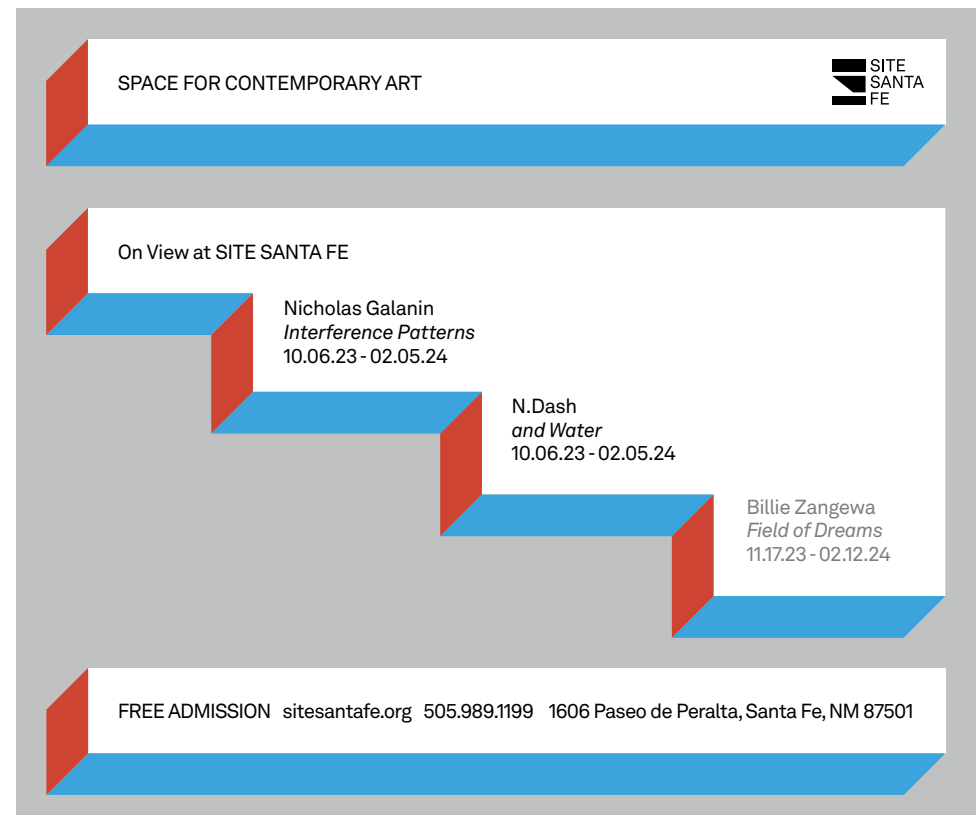 SPACE FOR CONTEMPORARY ART
SITE
SANTA
FE
On View at SITE SANTA FE
Nicholas Galanin
Interference Patterns
10.06.23 - 02.05.24
N.Dash
and Water
10.06.23 - 02.05.24
Billie Zangewa
Field of Dreams
11.17.23 - 02.12.24
FREE ADMISSION sitesantafe.org 505.989.1199 1606 Paseo de Peralta, Santa Fe, NM 87501